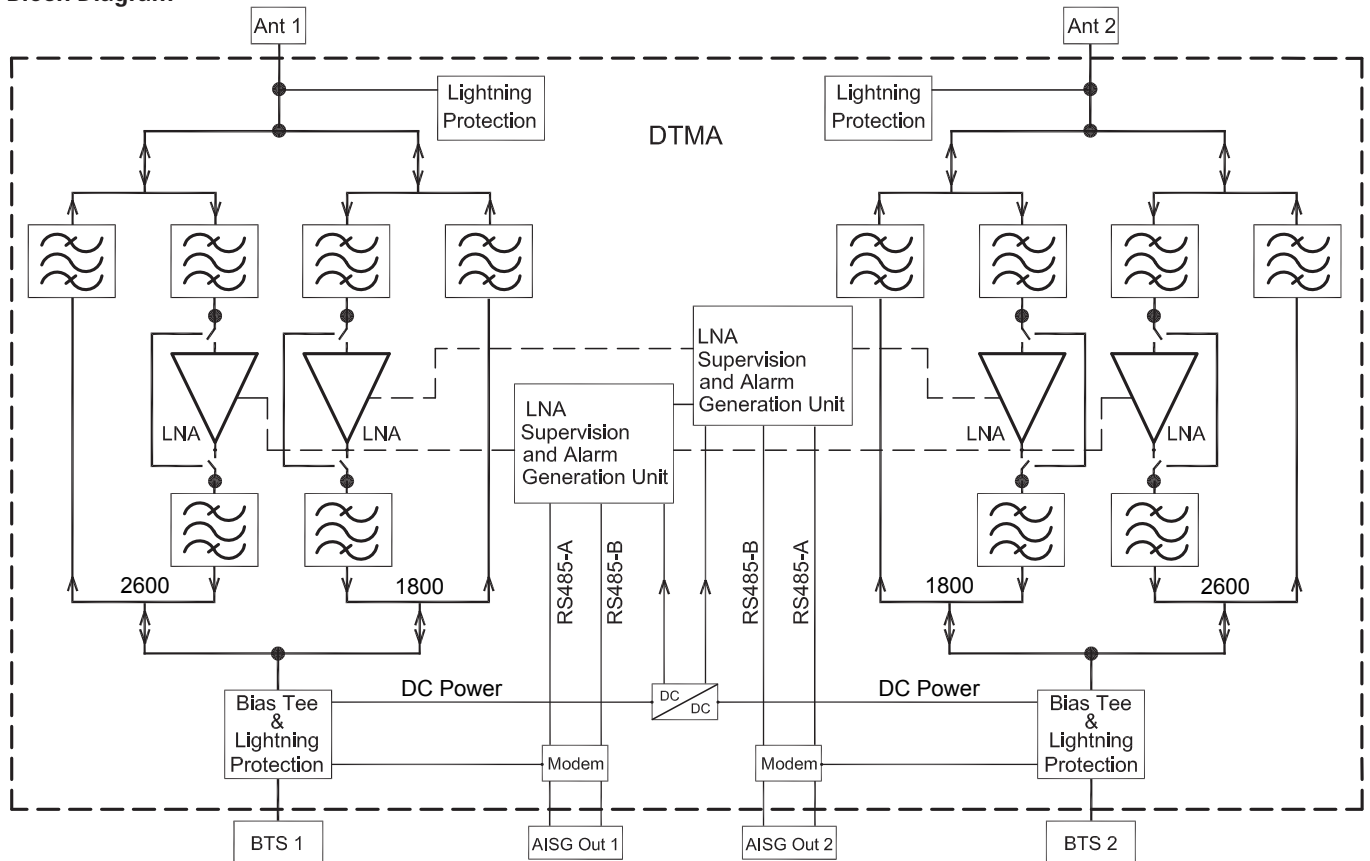 Block Diagram
Ant 1
Ant 2
Lightning
Protection
Lightning
Protection
DTMA
LNA
Supervision
and Alarm
Generation Unit
LNA
Supervision
and Alarm
Generation Unit
LNA
LNA
LNA
LNA
2600
1800
RS485-A
RS485-B
RS485-B
RS485-A
1800
2600
DC Power
DC
DC
DC Power
Bias Tee
&
Lightning
Protection
Bias Tee
&
Lightning
Protection
Modem
Modem
BTS 1
AISG Out 1
AISG Out 2
BTS 2